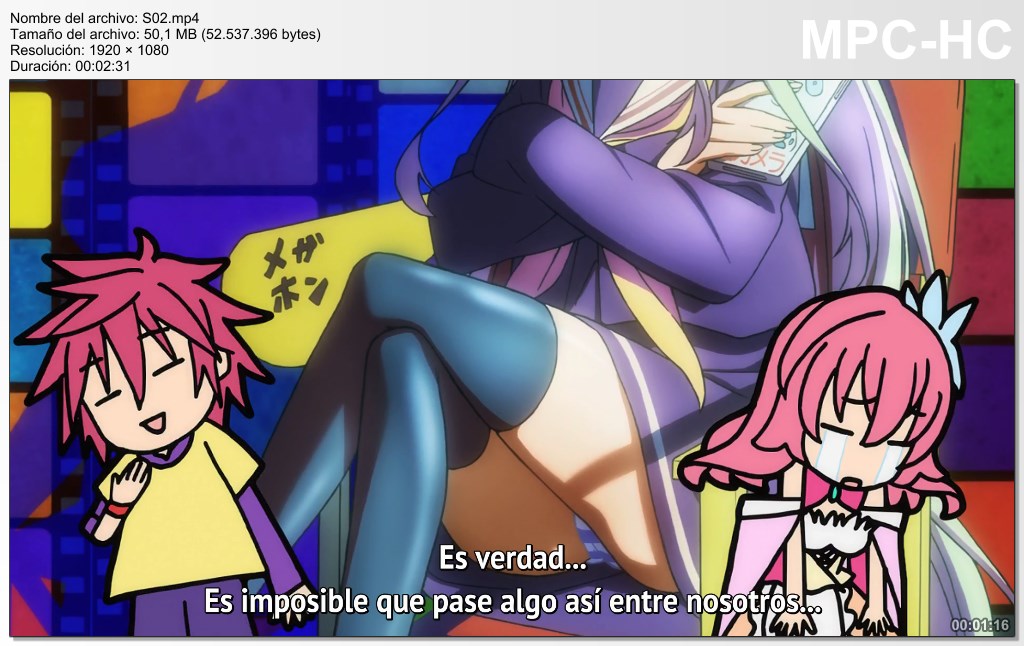 Nombre del archivo: S02.mp4
MPC-HC
Tamaño del archivo: 50,1 MB (52.537.396 bytes)
Resolución: 1920 × 1080
Duración: 00:02:31
メガ
ホン
Es verdad...
Es imposible que pase algo así entre nosotros...
00:01:16